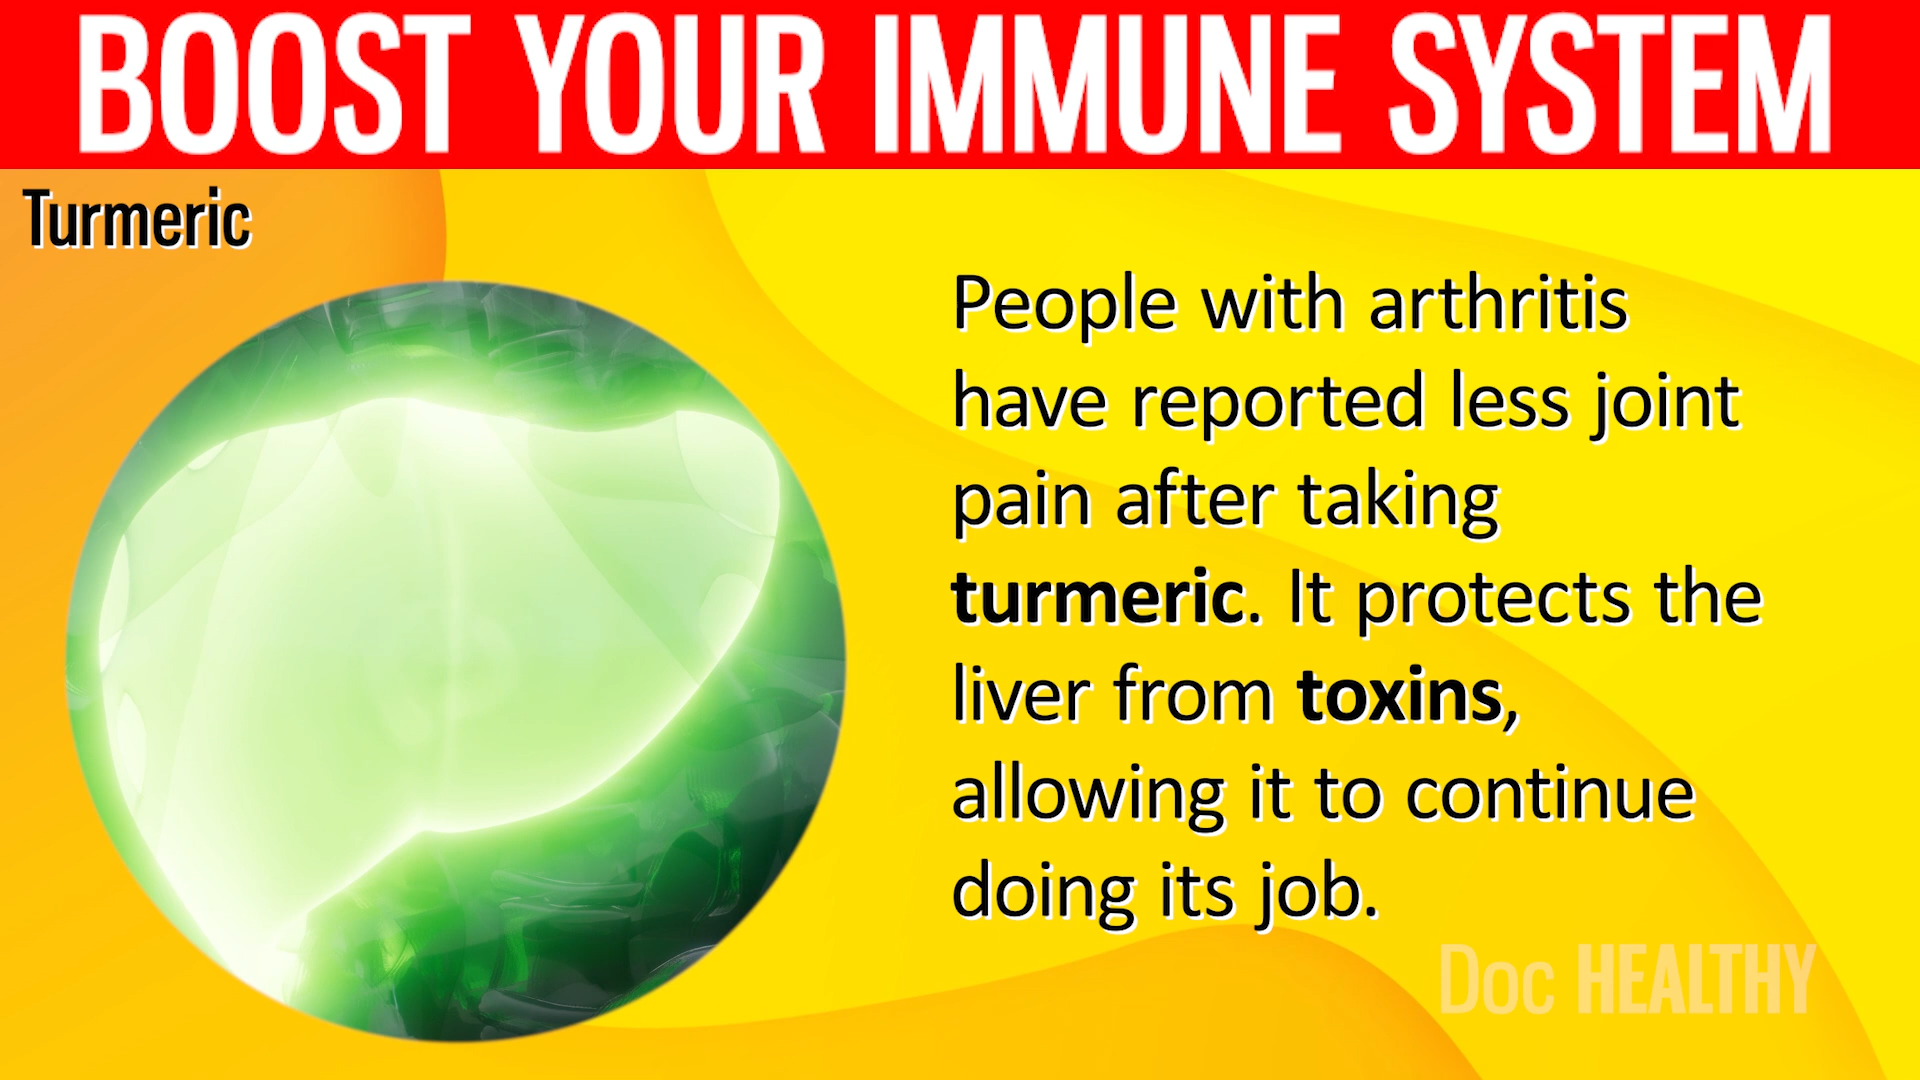 BOOST YOUR IMMUNE SYSTEM
Turmeric
People with arthritis
have reported less joint
pain after taking
turmeric. It protects the
liver from toxins,
allowing it to continue
doing its job.
Doc HEALTHY